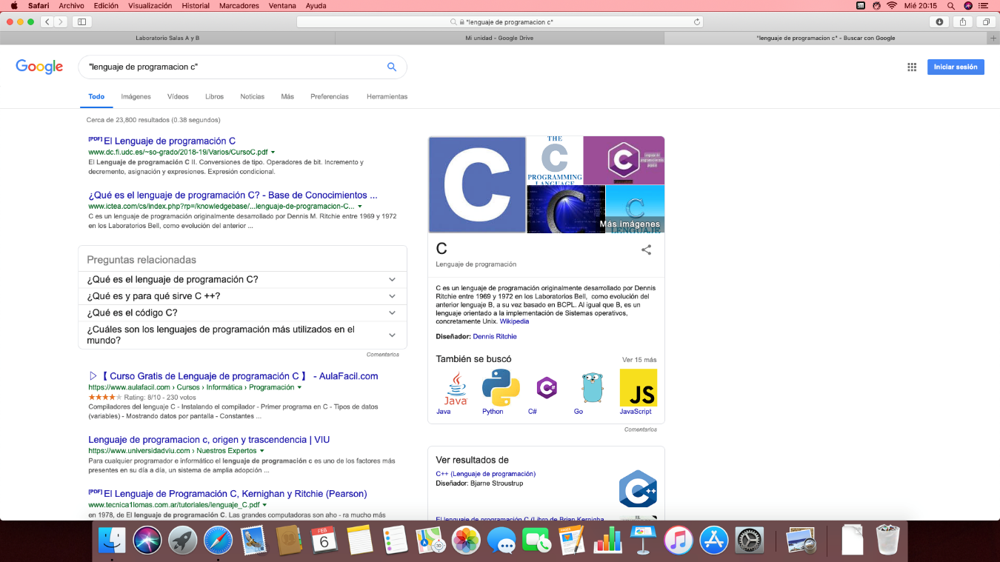 Safari Archivo Edición Visualización Historial Marcadores Ventana Ayuda
Mié 20:15
"lenguaje de programacion c"
Laboratorio Salas A y B
Mi unidad - Google Drive
"lenguaje de programacion c" - Buscar con Google
Google
"lenguaje de programacion c"
Iniciar sesión
Todo Imágenes Vídeos Libros Noticias Más Preferencias Herramientas
Cerca de 23,800 resultados (0.38 segundos)
[PDF] El Lenguaje de programación C
www.dc.fi.udc.es/~so-grado/2018-19/Varios/CursoC.pdf
El Lenguaje de programación C II. Conversiones de tipo. Operadores de bit. Incremento y
decremento, asignación y expresiones. Expresión condicional.
¿Qué es el lenguaje de programación C? - Base de Conocimientos ...
www.ictea.com/cs/index.php?rp=/knowledgebase/...lenguaje-de-programacion-C...
C es un lenguaje de programación originalmente desarrollado por Dennis M. Ritchie entre 1969 y 1972
en los Laboratorios Bell, como evolución del anterior ...
Preguntas relacionadas
¿Qué es el lenguaje de programación C?
¿Qué es y para qué sirve C ++?
¿Qué es el código C?
¿Cuáles son los lenguajes de programación más utilizados en el
mundo?
Comentarios
▷【 Curso Gratis de Lenguaje de programación C 】 - AulaFacil.com
https://www.aulafacil.com › Cursos › Informática › Programación
Rating: 8/10 - 230 votos
Compiladores del lenguaje C - Instalando el compilador - Primer programa en C - Tipos de datos
(variables) - Mostrando datos por pantalla - Constantes ...
Lenguaje de programacion c, origen y trascendencia | VIU
https://www.universidadviu.com › Nuestros Expertos
Para cualquier programador e informático el lenguaje de programación c es uno de los factores más
presentes en su día a día, un sistema de amplia adopción ...
[PDF] El Lenguaje de Programación C, Kernighan y Ritchie (Pearson)
www.tecnica1lomas.com.ar/tutoriales/lenguaje_C.pdf
en 1978, de El lenguaje de programación C. Las grandes computadoras son aho - ra mucho más
C
THE
C
PROGRAMMING
LANGUAGE
C
C
C
Más imágenes
LENGUAJE
C
Lenguaje de programación
C es un lenguaje de programación originalmente desarrollado por Dennis
Ritchie entre 1969 y 1972 en los Laboratorios Bell, como evolución del
anterior lenguaje B, a su vez basado en BCPL. Al igual que B, es un
lenguaje orientado a la implementación de Sistemas operativos,
concretamente Unix. Wikipedia
Diseñador: Dennis Ritchie
También se buscó
Ver 15 más
Java
C#
JS
Java Python C# Go JavaScript
Comentarios
Ver resultados de
C++ (Lenguaje de programación)
Diseñador: Bjarne Stroustrup
C++
El lenguaje de programación C (Libro de Brian Kernigha
FEB
6